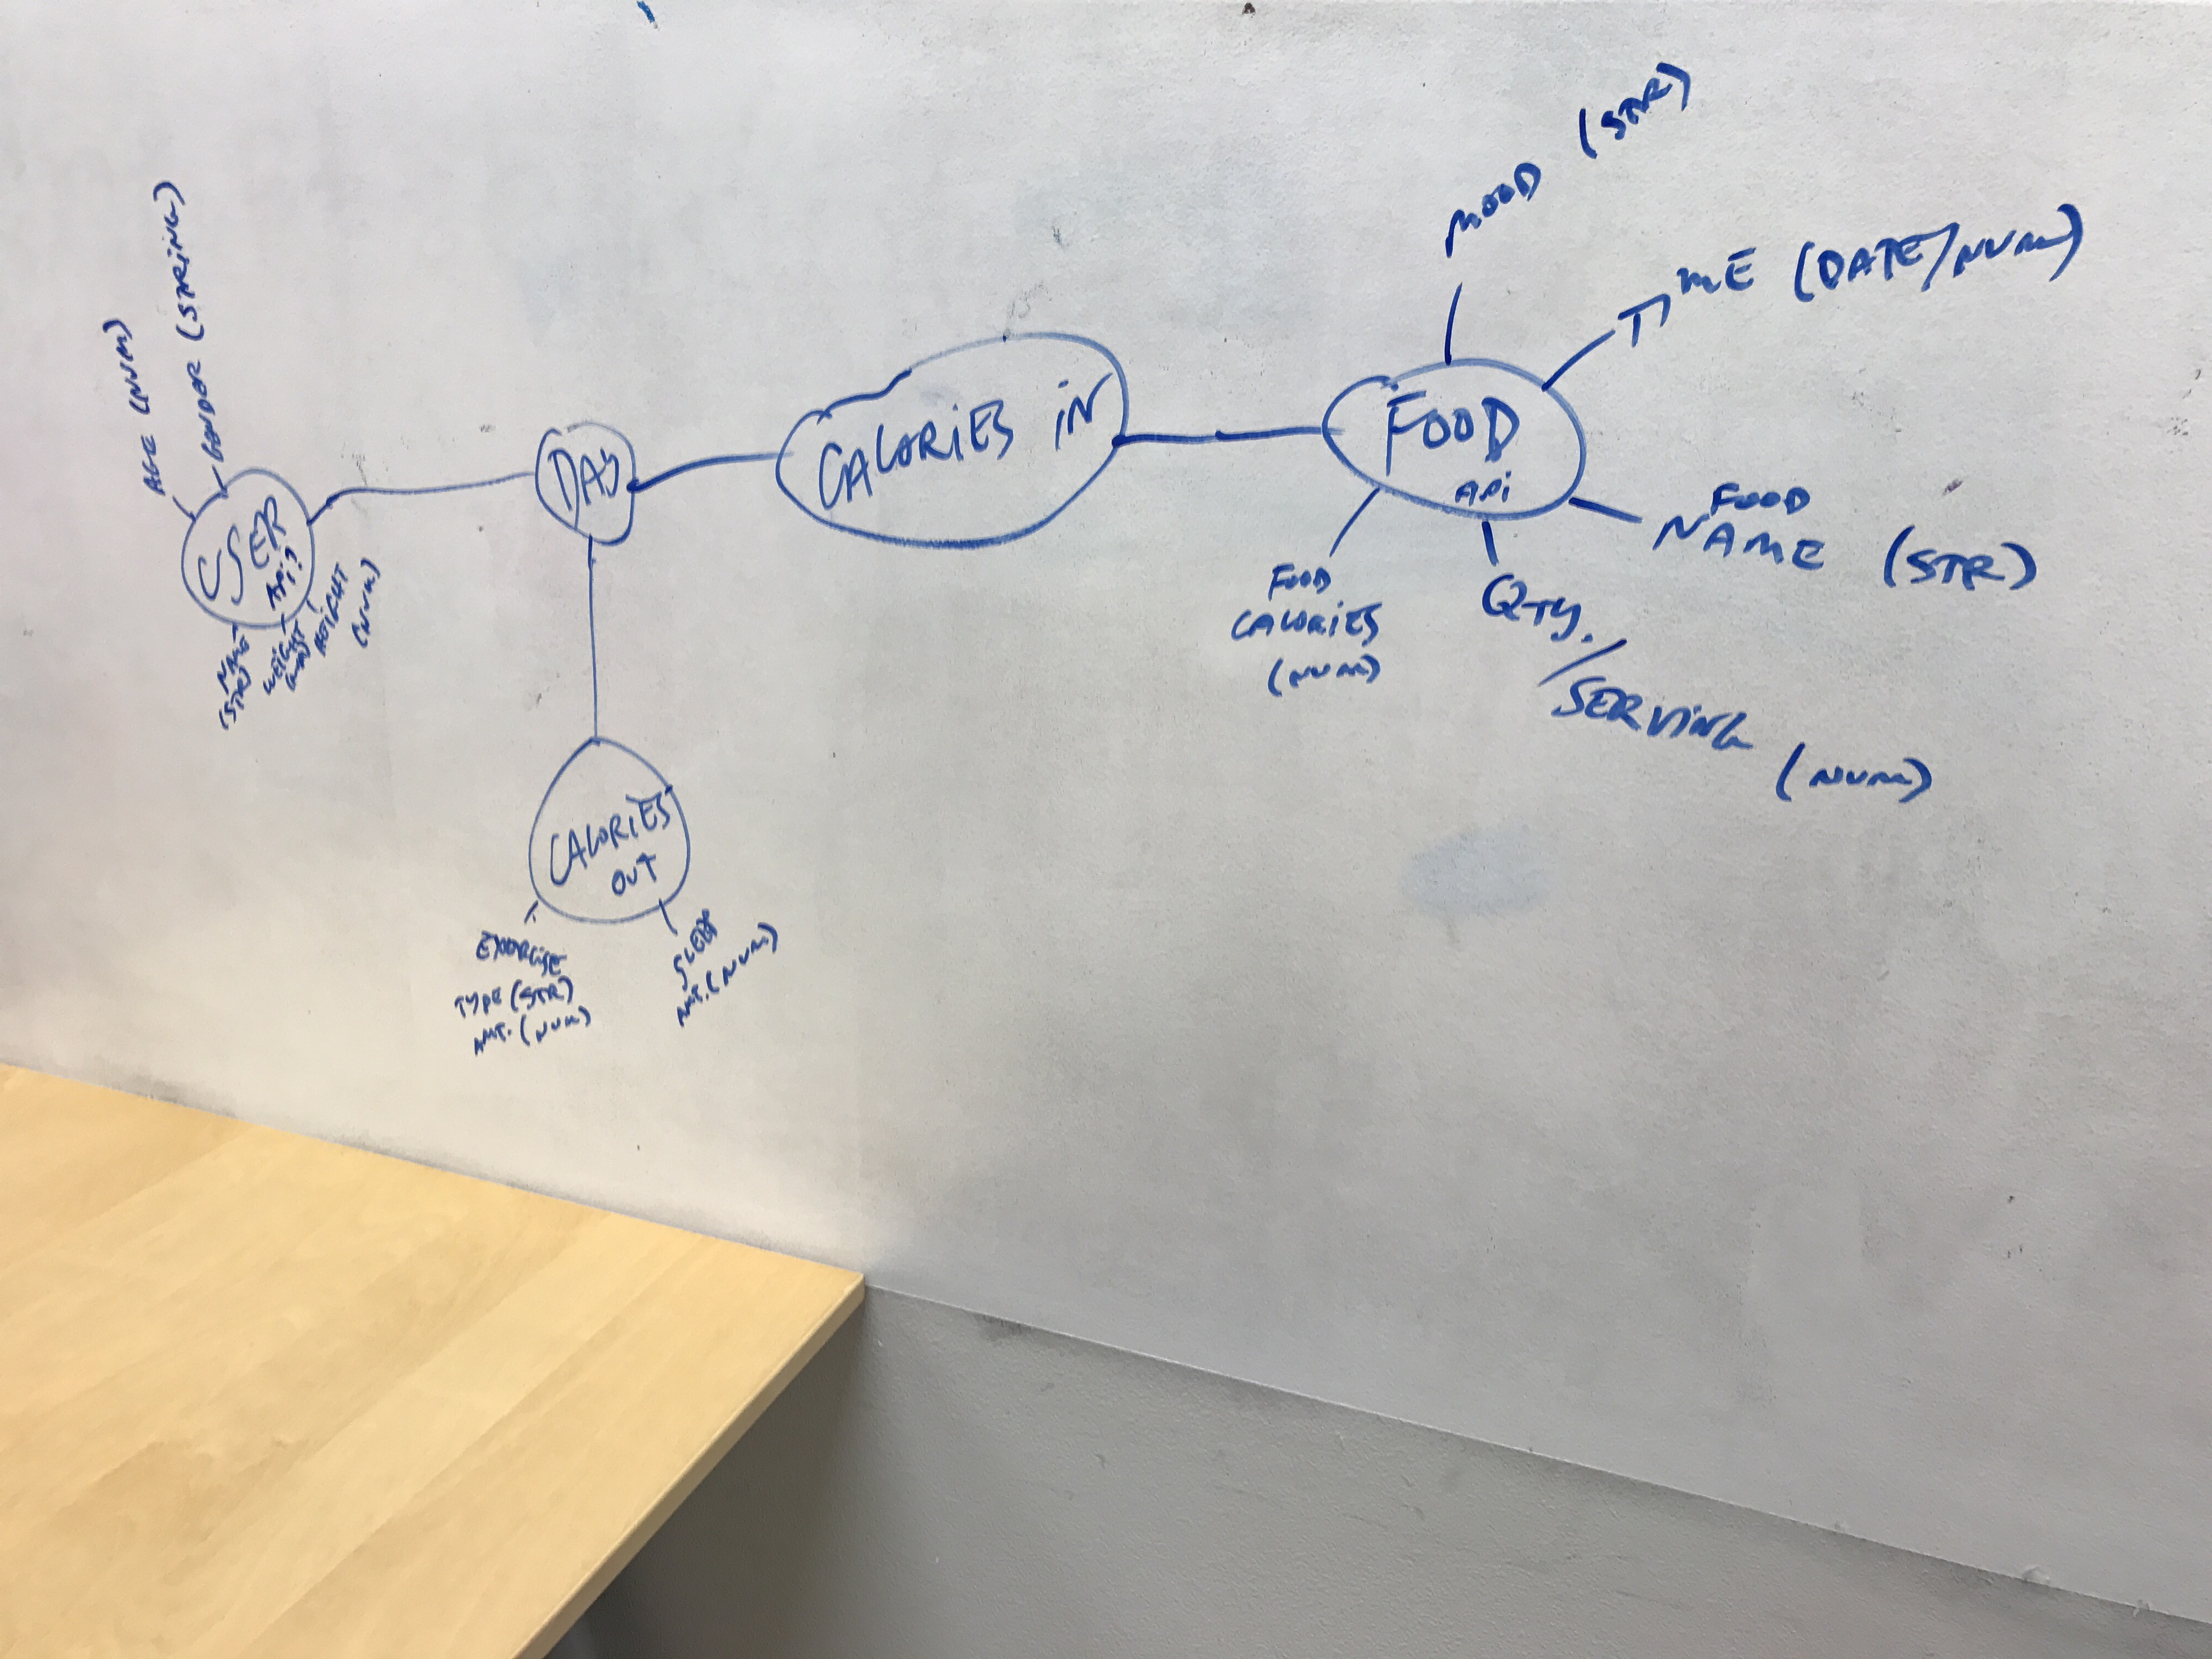 AGE (NUM)
GENDER (STRING)
USER
API?
NAME
(STR)
WEIGHT
(NUM)
HEIGHT
(NUM)
DAY
CALORIES IN
CALORIES
OUT
EXERCISE
TYPE (STR)
AMT. (NUM)
SLEEP
AMT. (NUM)
FOOD
API
MOOD (STR)
TIME (DATE/NUM)
FOOD
NAME (STR)
QTY. /
SERVING (NUM)
FOOD
CALORIES
(NUM)